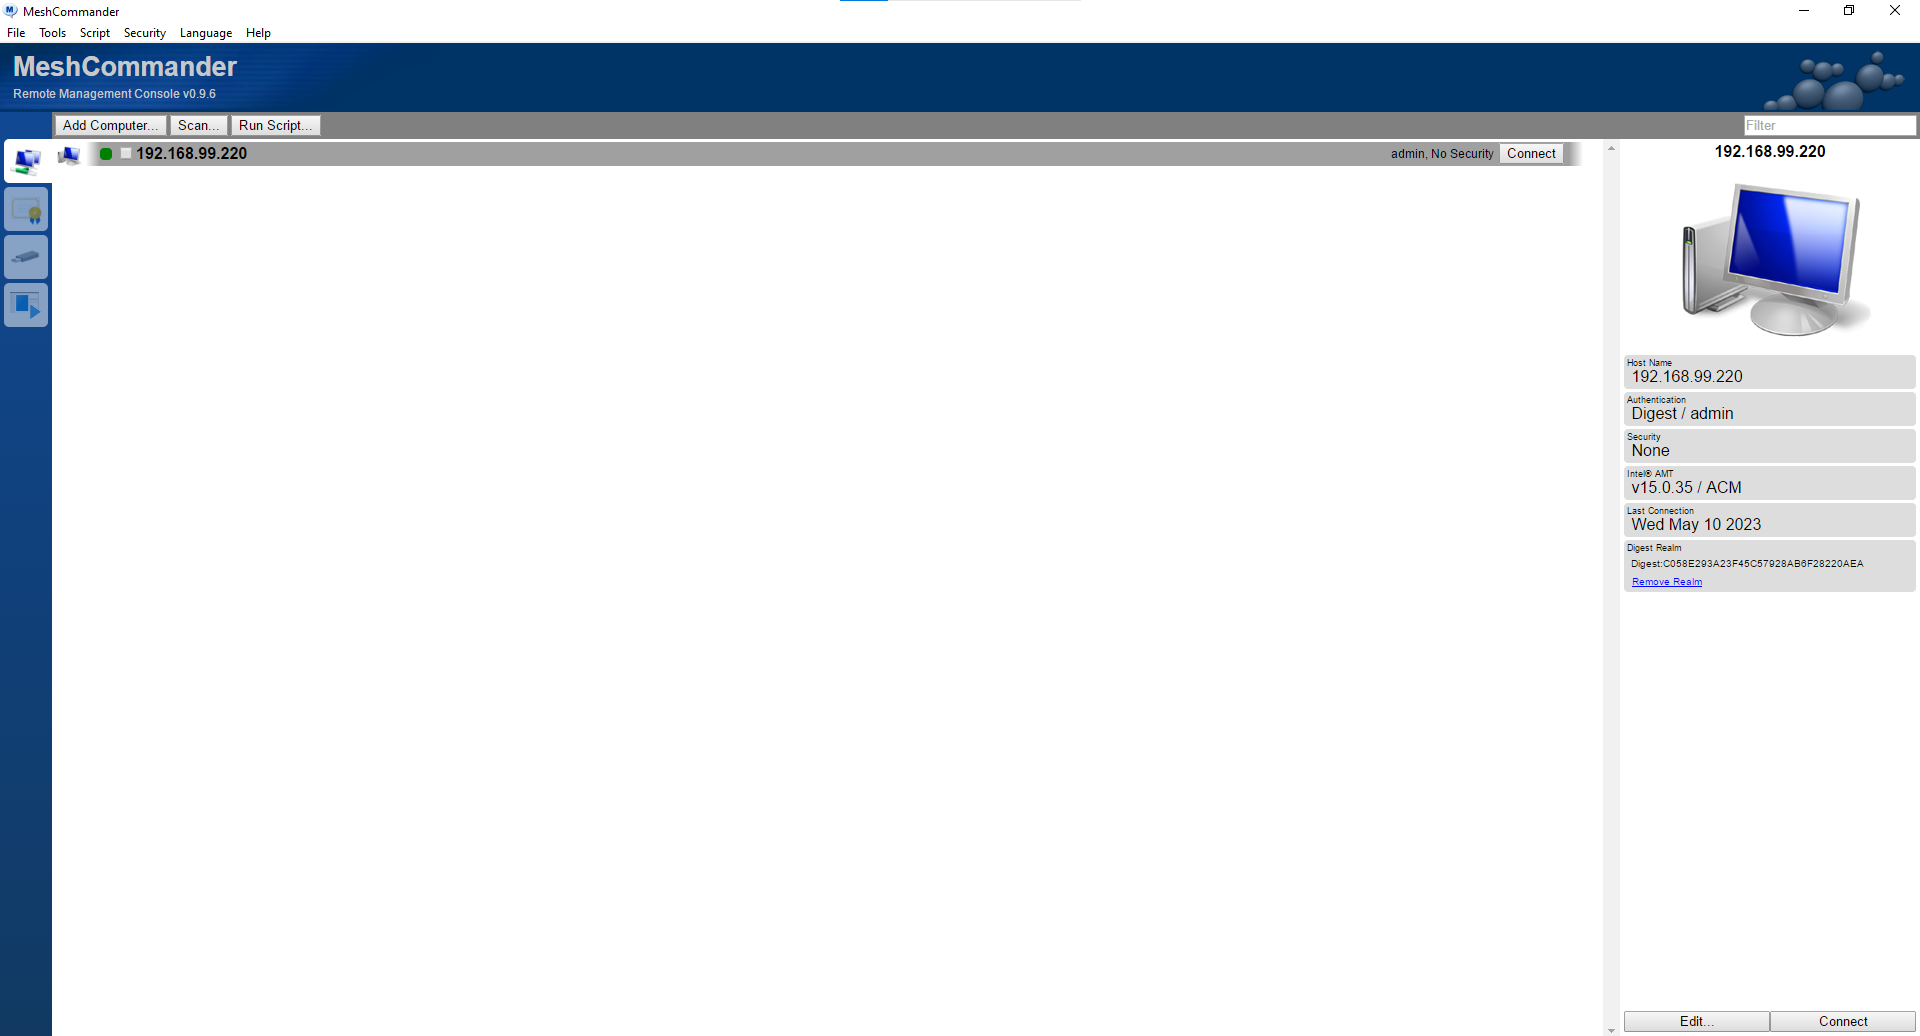 MeshCommander
File Tools Script Security Language Help
MeshCommander
Remote Management Console v0.9.6
Add Computer... Scan... Run Script... Filter
192.168.99.220 admin, No Security Connect
192.168.99.220
Host Name
192.168.99.220
Authentication
Digest / admin
Security
None
Intel® AMT
v15.0.35 / ACM
Last Connection
Wed May 10 2023
Digest Realm
Digest:C058E293A23F45C57928AB6F28220AEA
Remove Realm
Edit... Connect